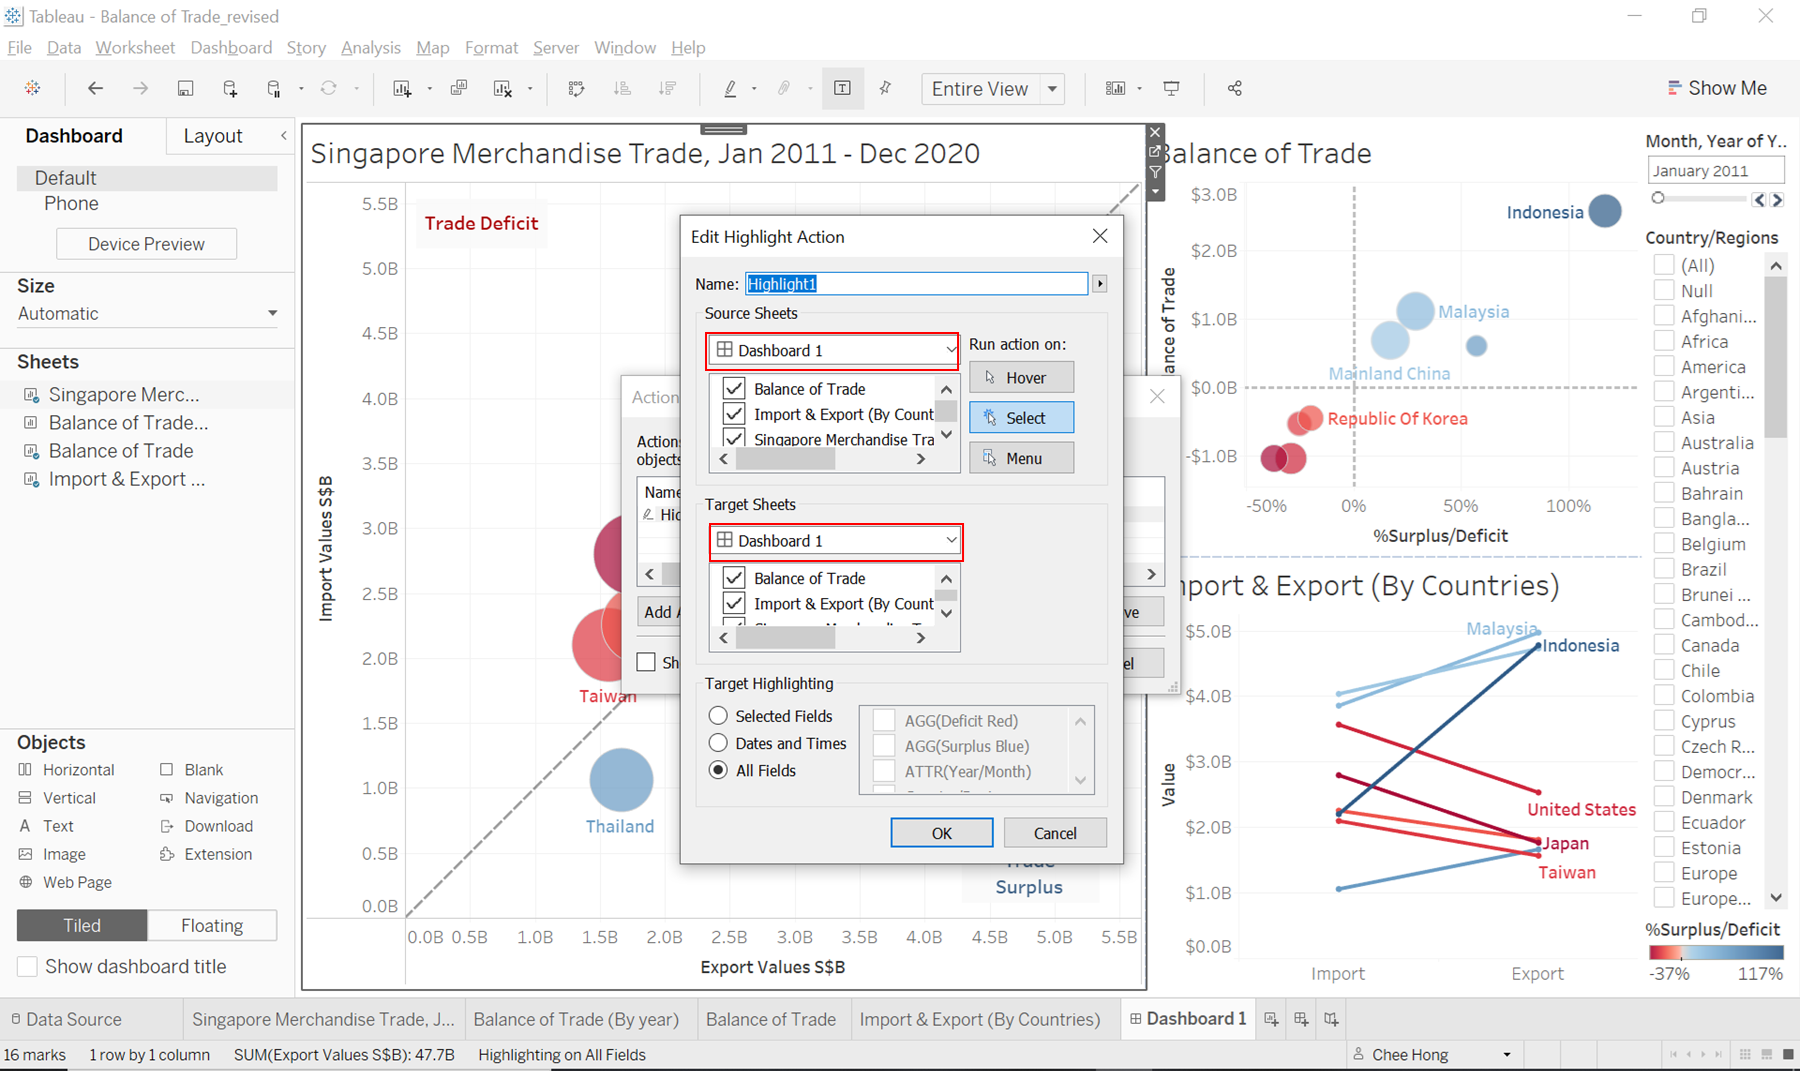 Tableau - Balance of Trade_revised
File Data Worksheet Dashboard Story Analysis Map Format Server Window Help
Entire View
Show Me
Dashboard Layout
Default
Phone
Device Preview
Size
Automatic
Sheets
Singapore Merc...
Balance of Trade...
Balance of Trade
Import & Export ...
Objects
Horizontal Blank
Vertical Navigation
Text Download
Image Extension
Web Page
Tiled Floating
Show dashboard title
Singapore Merchandise Trade, Jan 2011 - Dec 2020
Trade Deficit
5.5B
5.0B
4.5B
4.0B
3.5B
3.0B
2.5B
2.0B
1.5B
1.0B
0.5B
0.0B
Import Values S$B
Taiwan
Thailand
Surplus
0.0B 0.5B 1.0B 1.5B 2.0B 2.5B 3.0B 3.5B 4.0B 4.5B 5.0B 5.5B
Export Values S$B
Action
Actions
objects
Name
Hig
Add A
ve
Sh
el
Edit Highlight Action
Name: Highlight1
Source Sheets
Dashboard 1
Balance of Trade
Import & Export (By Count
Singapore Merchandise Tra
Run action on:
Hover
Select
Menu
Target Sheets
Dashboard 1
Balance of Trade
Import & Export (By Count
Target Highlighting
Selected Fields
Dates and Times
All Fields
AGG(Deficit Red)
AGG(Surplus Blue)
ATTR(Year/Month)
OK Cancel
Balance of Trade
$3.0B
$2.0B
$1.0B
$0.0B
-$1.0B
ance of Trade
Indonesia
Malaysia
Mainland China
Republic Of Korea
-50% 0% 50% 100%
%Surplus/Deficit
mport & Export (By Countries)
$5.0B
$4.0B
$3.0B
$2.0B
$1.0B
$0.0B
Value
Malaysia
Indonesia
United States
Japan
Taiwan
Import Export
Month, Year of Y..
January 2011
Country/Regions
(All)
Null
Afghani...
Africa
America
Argenti...
Asia
Australia
Austria
Bahrain
Bangla...
Belgium
Brazil
Brunei ...
Cambod...
Canada
Chile
Colombia
Cyprus
Czech R...
Democr...
Denmark
Ecuador
Estonia
Europe
Europe...
%Surplus/Deficit
-37% 117%
Data Source Singapore Merchandise Trade, J... Balance of Trade (By year) Balance of Trade Import & Export (By Countries) Dashboard 1
16 marks 1 row by 1 column SUM(Export Values S$B): 47.7B Highlighting on All Fields Chee Hong